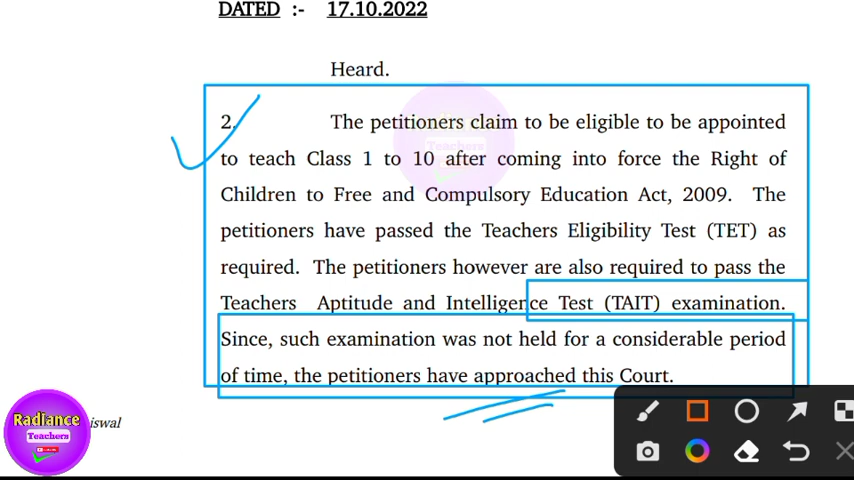 DATED :- 17.10.2022
Heard.
2. The petitioners claim to be eligible to be appointed
to teach Class 1 to 10 after coming into force the Right of
Children to Free and Compulsory Education Act, 2009. The
petitioners have passed the Teachers Eligibility Test (TET) as
required. The petitioners however are also required to pass the
Teachers Aptitude and Intelligence Test (TAIT) examination.
Since, such examination was not held for a considerable period
of time, the petitioners have approached this Court.
Radiance
Teachers
iswal